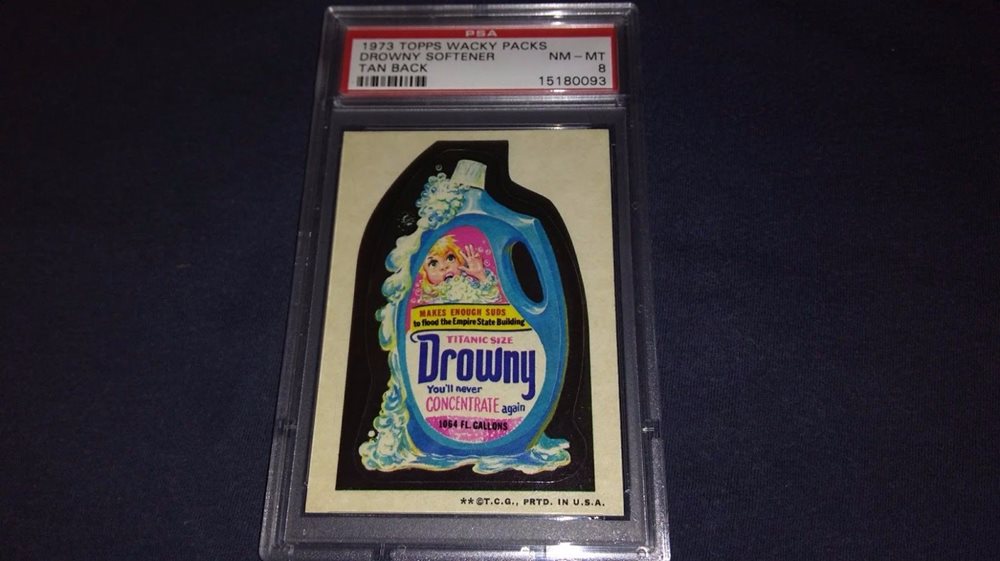 PSA
1973 TOPPS WACKY PACKS
DROWNY SOFTENER NM - MT
TAN BACK 8
15180093
MAKES ENOUGH SUDS
to flood the Empire State Building
TITANIC SIZE
Drowny
You'll never
CONCENTRATE again
1064 FL. GALLONS
**©T.C.G., PRTD. IN U.S.A.